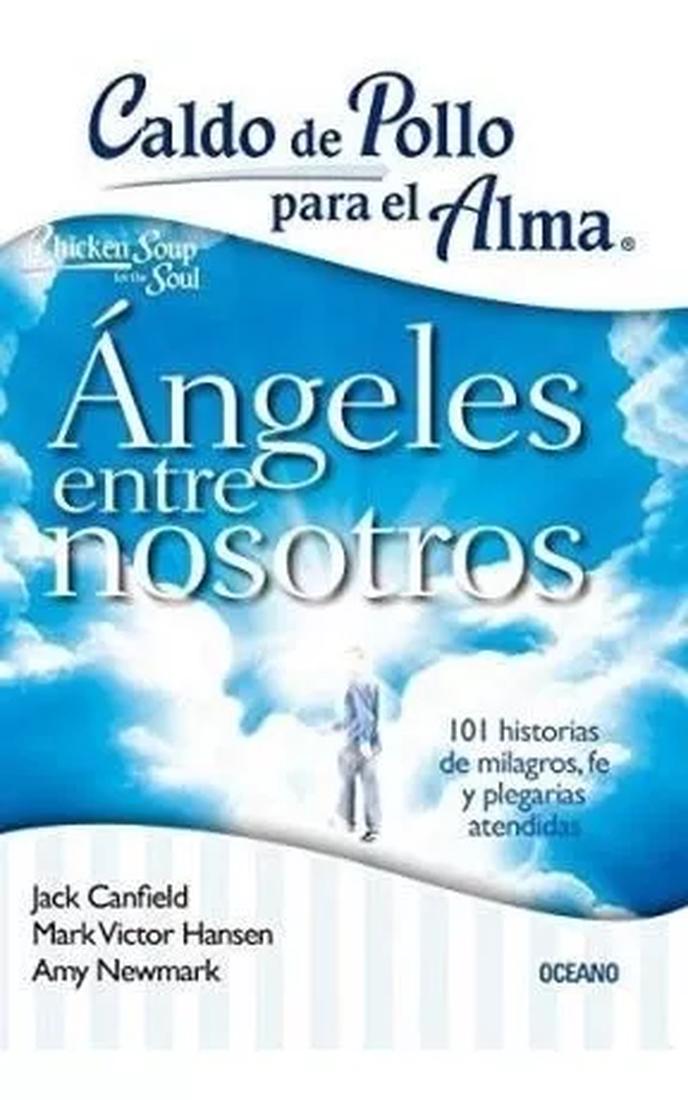 Caldo de Pollo
para el Alma®
Chicken Soup
for the Soul
Ángeles
entre
nosotros
101 historias
de milagros, fe
y plegarias
atendidas
Jack Canfield
Mark Victor Hansen
Amy Newmark
OCEANO